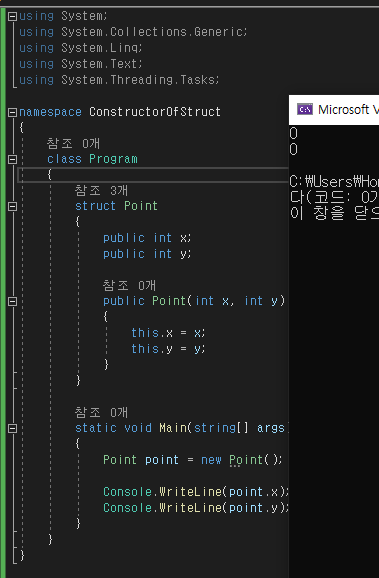 using System;
using System.Collections.Generic;
using System.Linq;
using System.Text;
using System.Threading.Tasks;
namespace ConstructorOfStruct
{
참조 0개
class Program
{
참조 3개
struct Point
{
public int x;
public int y;
참조 0개
public Point(int x, int y)
{
this.x = x;
this.y = y;
}
}
참조 0개
static void Main(string[] args
{
Point point = new Point();
Console.WriteLine(point.x);
Console.WriteLine(point.y);
}
}
}
Microsoft V
0
0
C:₩Users₩Ho
다(코드: 0개
이 창을 닫으